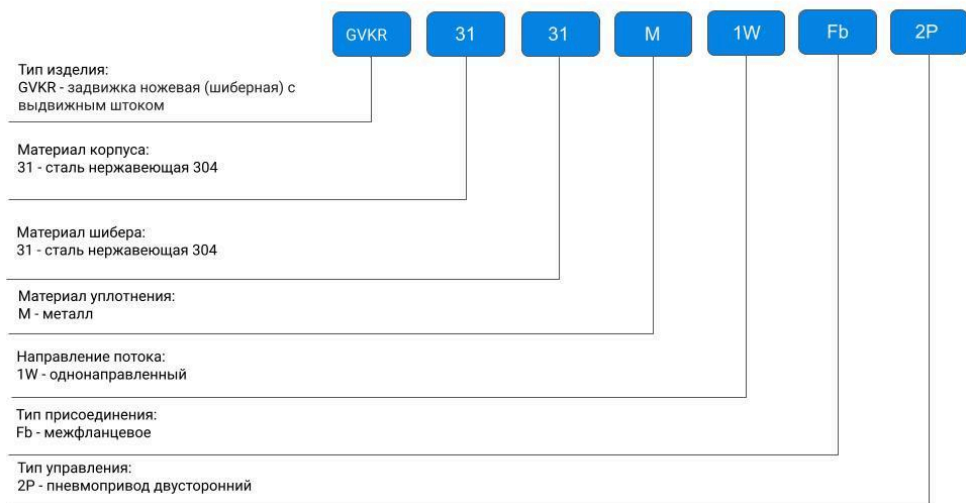 GVKR 31 31 M 1W Fb 2P
Тип изделия:
GVKR - задвижка ножевая (шиберная) с
выдвижным штоком
Материал корпуса:
31 - сталь нержавеющая 304
Материал шибера:
31 - сталь нержавеющая 304
Материал уплотнения:
М - металл
Направление потока:
1W - однонаправленный
Тип присоединения:
Fb - межфланцевое
Тип управления:
2P - пневмопривод двусторонний